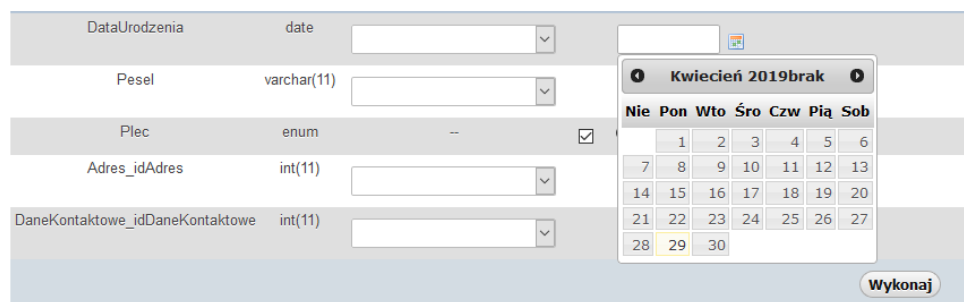 DataUrodzenia date
Kwiecień 2019brak
Pesel varchar(11)
Nie Pon Wto Śro Czw Pią Sob
Plec enum --
1 2 3 4 5 6
Adres_idAdres int(11)
7 8 9 10 11 12 13
14 15 16 17 18 19 20
DaneKontaktowe_idDaneKontaktowe int(11)
21 22 23 24 25 26 27
28 29 30
Wykonaj